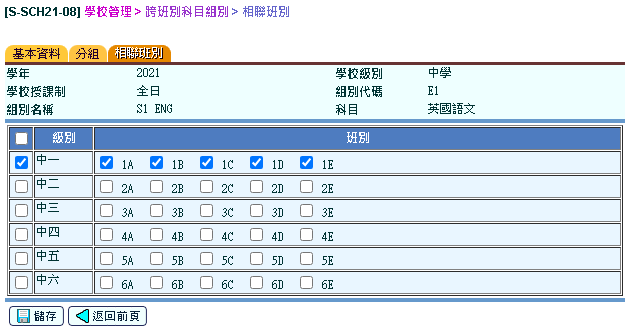 [S-SCH21-08] 學校管理 > 跨班別科目組別 > 相聯班別
基本資料 分組 相聯班別
學年 2021 學校級別 中學
學校授課制 全日 組別代碼 E1
組別名稱 S1 ENG 科目 英國語文
級別 班別
中一 1A 1B 1C 1D 1E
中二 2A 2B 2C 2D 2E
中三 3A 3B 3C 3D 3E
中四 4A 4B 4C 4D 4E
中五 5A 5B 5C 5D 5E
中六 6A 6B 6C 6D 6E
儲存 返回前頁